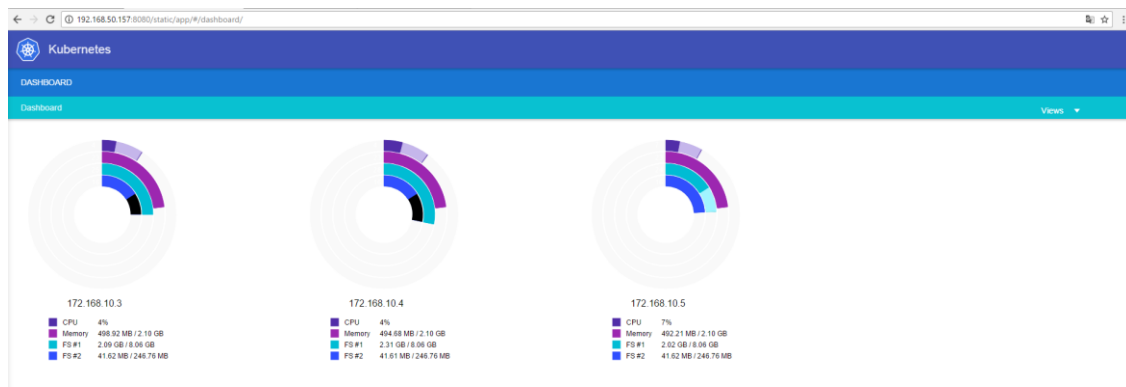 192.168.50.157:8080/static/app/#/dashboard/
Kubernetes
DASHBOARD
Dashboard
Views
172.168.10.3
CPU 4%
Memory 498.92 MB / 2.10 GB
FS #1 2.09 GB / 8.06 GB
FS #2 41.62 MB / 246.76 MB
172.168.10.4
CPU 4%
Memory 494.68 MB / 2.10 GB
FS #1 2.31 GB / 8.06 GB
FS #2 41.61 MB / 246.76 MB
172.168.10.5
CPU 7%
Memory 492.21 MB / 2.10 GB
FS #1 2.02 GB / 8.06 GB
FS #2 41.62 MB / 246.76 MB